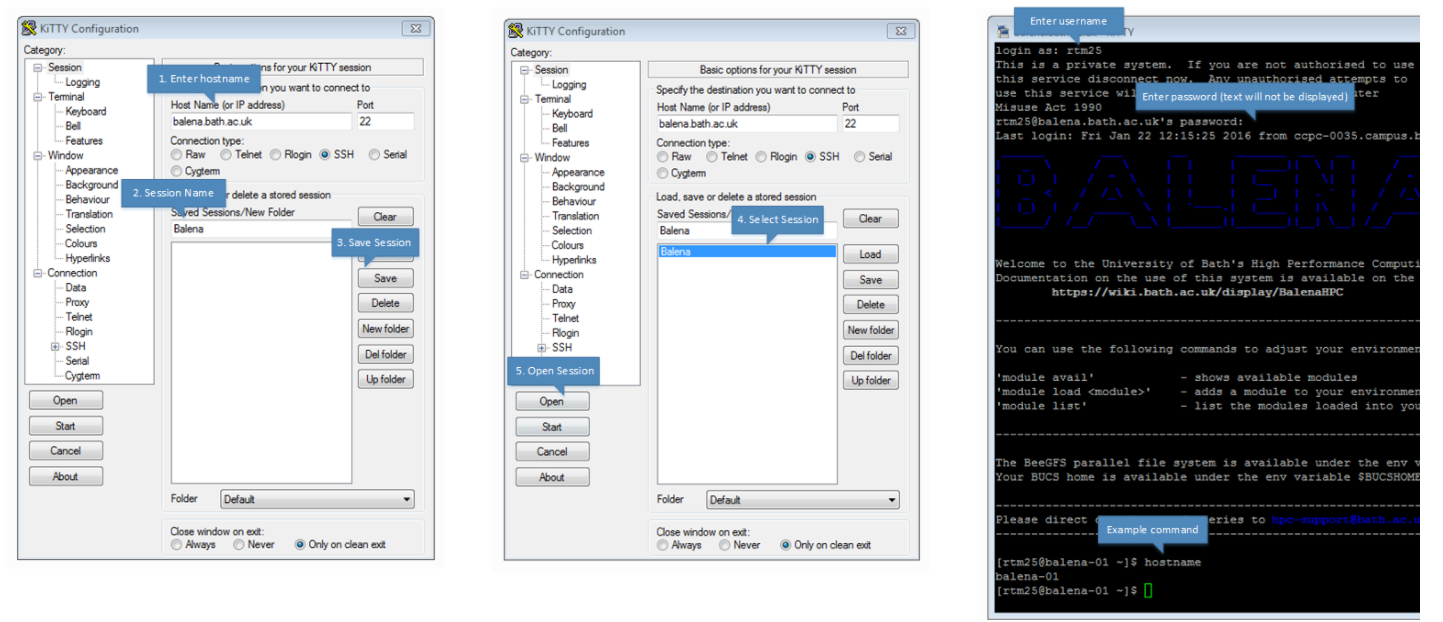 KiTTY Configuration
Category:
Session
Logging
Terminal
Keyboard
Bell
Features
Window
Appearance
Background
Behaviour
Translation
Selection
Colours
Hyperlinks
Connection
Data
Proxy
Telnet
Rlogin
SSH
Serial
Cygterm
Open
Start
Cancel
About
1. Enter hostname
for your KiTTY session
you want to connect to
Host Name (or IP address) Port
balena.bath.ac.uk 22
Connection type:
Raw Telnet Rlogin SSH Serial
Cygterm
2. Session Name
or delete a stored session
Saved Sessions/New Folder
Clear
Balena
3. Save Session
Save
Delete
New folder
Del folder
Up folder
Folder Default
Close window on exit:
Always Never Only on clean exit
KiTTY Configuration
Category:
Session
Logging
Terminal
Keyboard
Bell
Features
Window
Appearance
Background
Behaviour
Translation
Selection
Colours
Hyperlinks
Connection
Data
Proxy
Telnet
Rlogin
SSH
5. Open Session
Open
Start
Cancel
About
Basic options for your KiTTY session
Specify the destination you want to connect to
Host Name (or IP address) Port
balena.bath.ac.uk 22
Connection type:
Raw Telnet Rlogin SSH Serial
Cygterm
Load, save or delete a stored session
Saved Sessions/
4. Select Session
Clear
Balena
Balena
Load
Save
Delete
New folder
Del folder
Up folder
Folder Default
Close window on exit:
Always Never Only on clean exit
Enter username
login as: rtm25
This is a private system. If you are not authorised to use
this service disconnect now. Any unauthorised attempts to
use this service
Enter password (text will not be displayed)
Misuse Act 1990
rtm25@balena.bath.ac.uk's password:
Last login: Fri Jan 22 12:15:25 2016 from ccpc-0035.campus.b
BALENA
Welcome to the University of Bath's High Performance Computi
Documentation on the use of this system is available on the
https://wiki.bath.ac.uk/display/BalenaHPC
You can use the following commands to adjust your environmen
'module avail' - shows available modules
'module load <module>' - adds a module to your environmen
'module list' - list the modules loaded into you
The BeeGFS parallel file system is available under the env v
Your BUCS home is available under the env variable $BUCSHOME
Please direct eries to hpc-support@bath.ac.u
Example command
[rtm25@balena-01 ~]$ hostname
balena-01
[rtm25@balena-01 ~]$